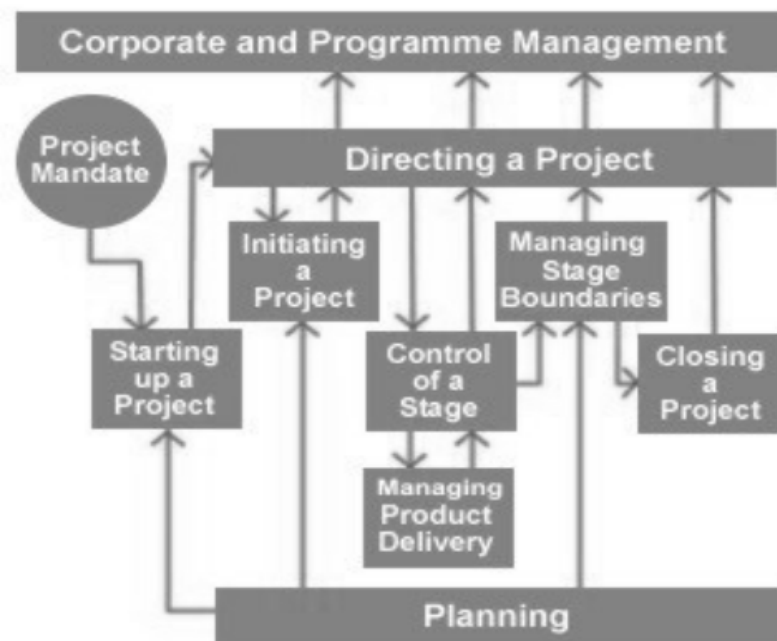 Corporate and Programme Management
Project
Mandate
Directing a Project
Initiating
a
Project
Managing
Stage
Boundaries
Starting
up a
Project
Control
of a
Stage
Closing
a
Project
Managing
Product
Delivery
Planning